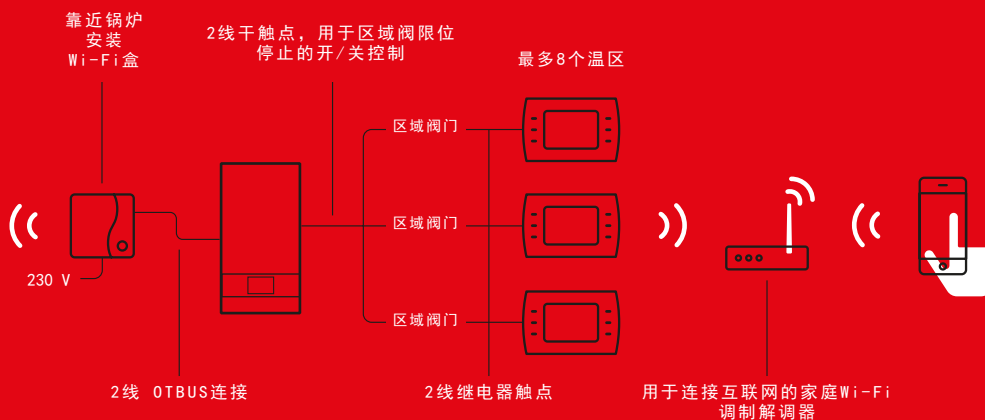 靠近锅炉
安装
Wi-Fi盒
2线干触点，用于区域阀限位
停止的开/关控制
最多8个温区
区域阀门
区域阀门
区域阀门
230 V
2线 OTBUS连接
2线继电器触点
用于连接互联网的家庭Wi-Fi
调制解调器